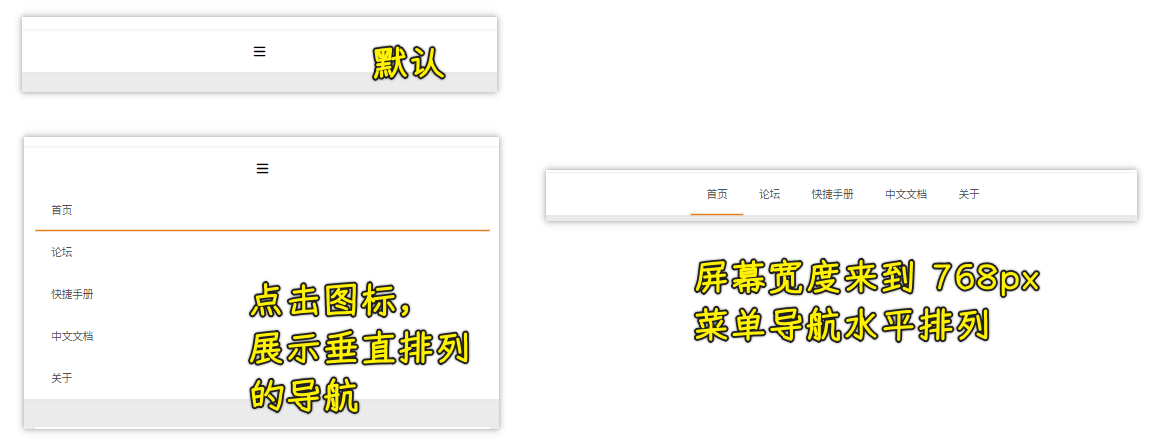 默认
首页
论坛
快捷手册
中文文档
关于
点击图标，
展示垂直排列
的导航
首页 论坛 快捷手册 中文文档 关于
屏幕宽度来到 768px
菜单导航水平排列